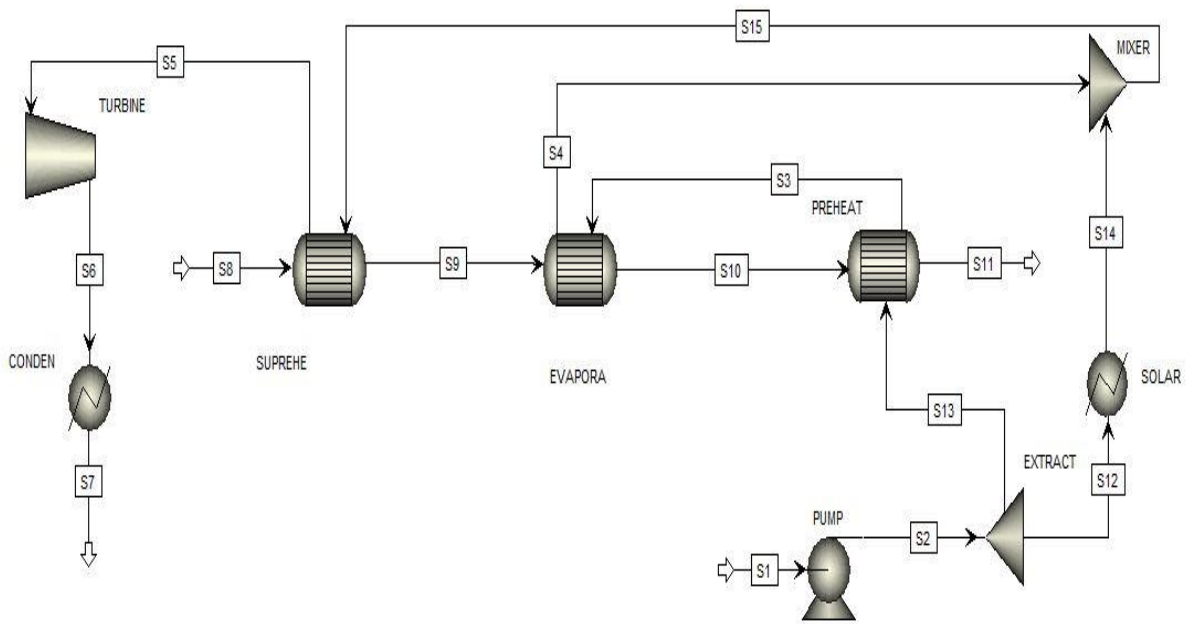 S15
MIXER
S5
TURBINE
S4
S3
PREHEAT
S14
S6
S8
S9
S10
S11
CONDEN
SUPREHE
EVAPORA
SOLAR
S13
EXTRACT
S12
S7
PUMP
S2
S1